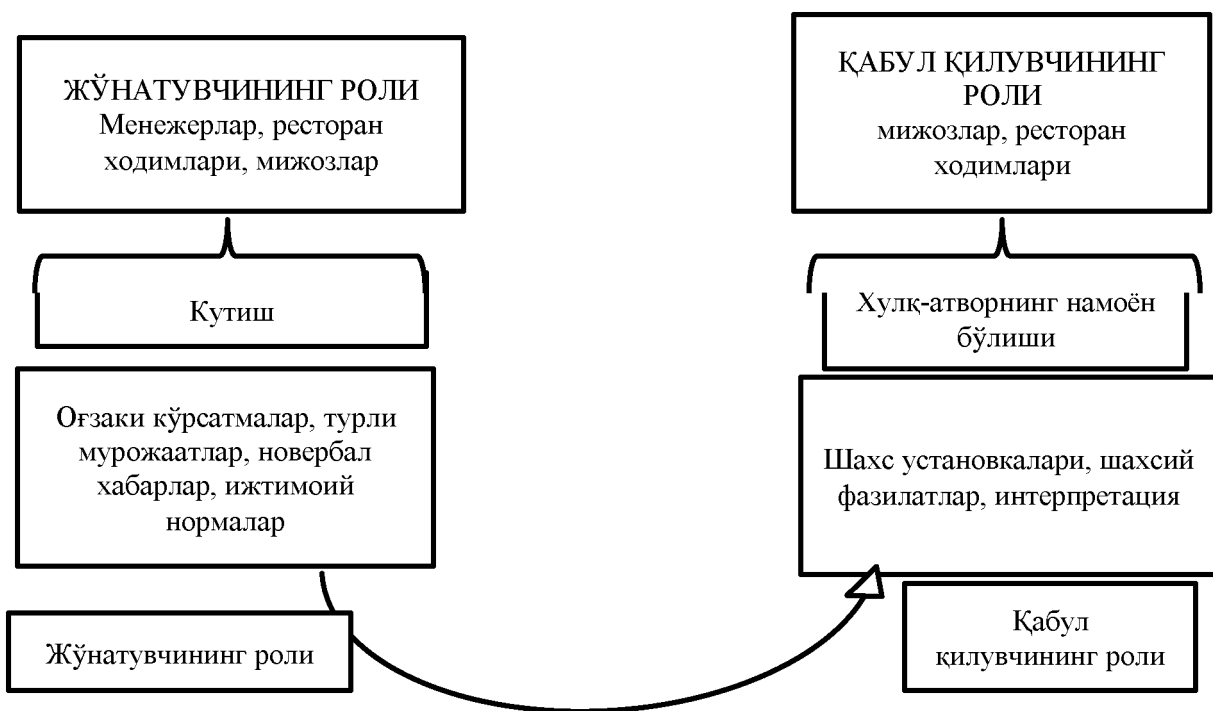 ЖЎНАТУВЧИНИНГ РОЛИ
Менежерлар, ресторан
ходимлари, мижозлар
Кутиш
Оғзаки кўрсатмалар, турли
мурожаатлар, новербал
хабарлар, ижтимоий
нормалар
Жўнатувчининг роли
ҚАБУЛ ҚИЛУВЧИНИНГ
РОЛИ
мижозлар, ресторан
ходимлари
Хулқ-атворнинг намоён
бўлиши
Шахс установкалари, шахсий
фазилатлар, интерпретация
Қабул
қилувчининг роли